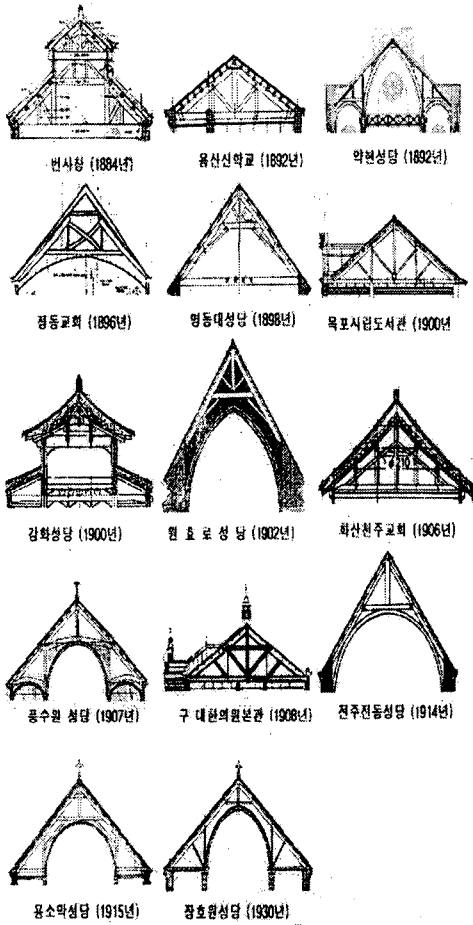 번사창 (1884년)
용산신학교 (1892년)
약현성당 (1892년)
정동교회 (1896년)
명동대성당 (1898년)
목포시립도서관 (1900년
감화성당 (1900년)
원 효 로 성 당 (1902년)
화산천주교회 (1906년)
풍수원 성당 (1907년)
구 대한의원본관 (1908년)
전주전동성당 (1914년)
용소막성당 (1915년)
장호원성당 (1930년)